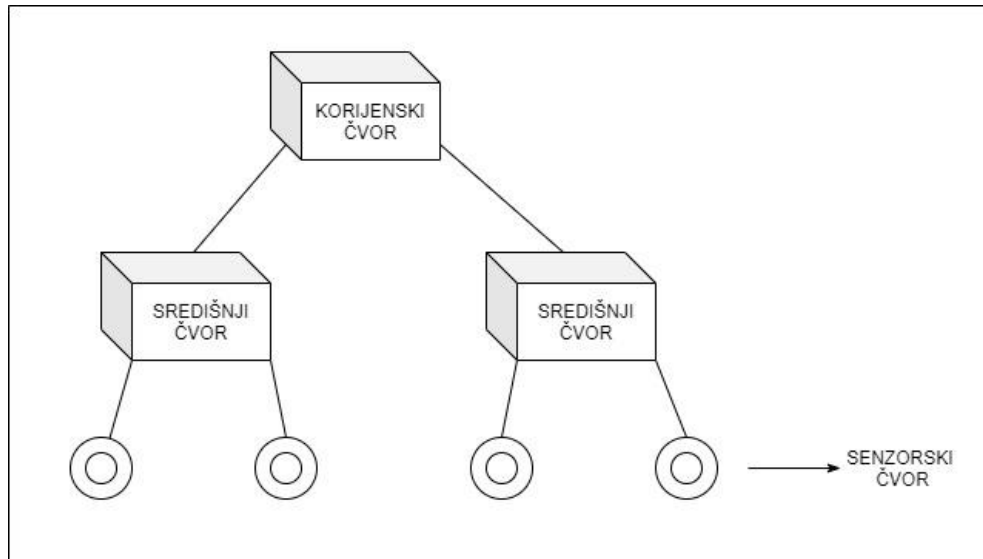 KORIJENSKI
ČVOR
SREDIŠNJI
ČVOR
SREDIŠNJI
ČVOR
SENZORSKI
ČVOR